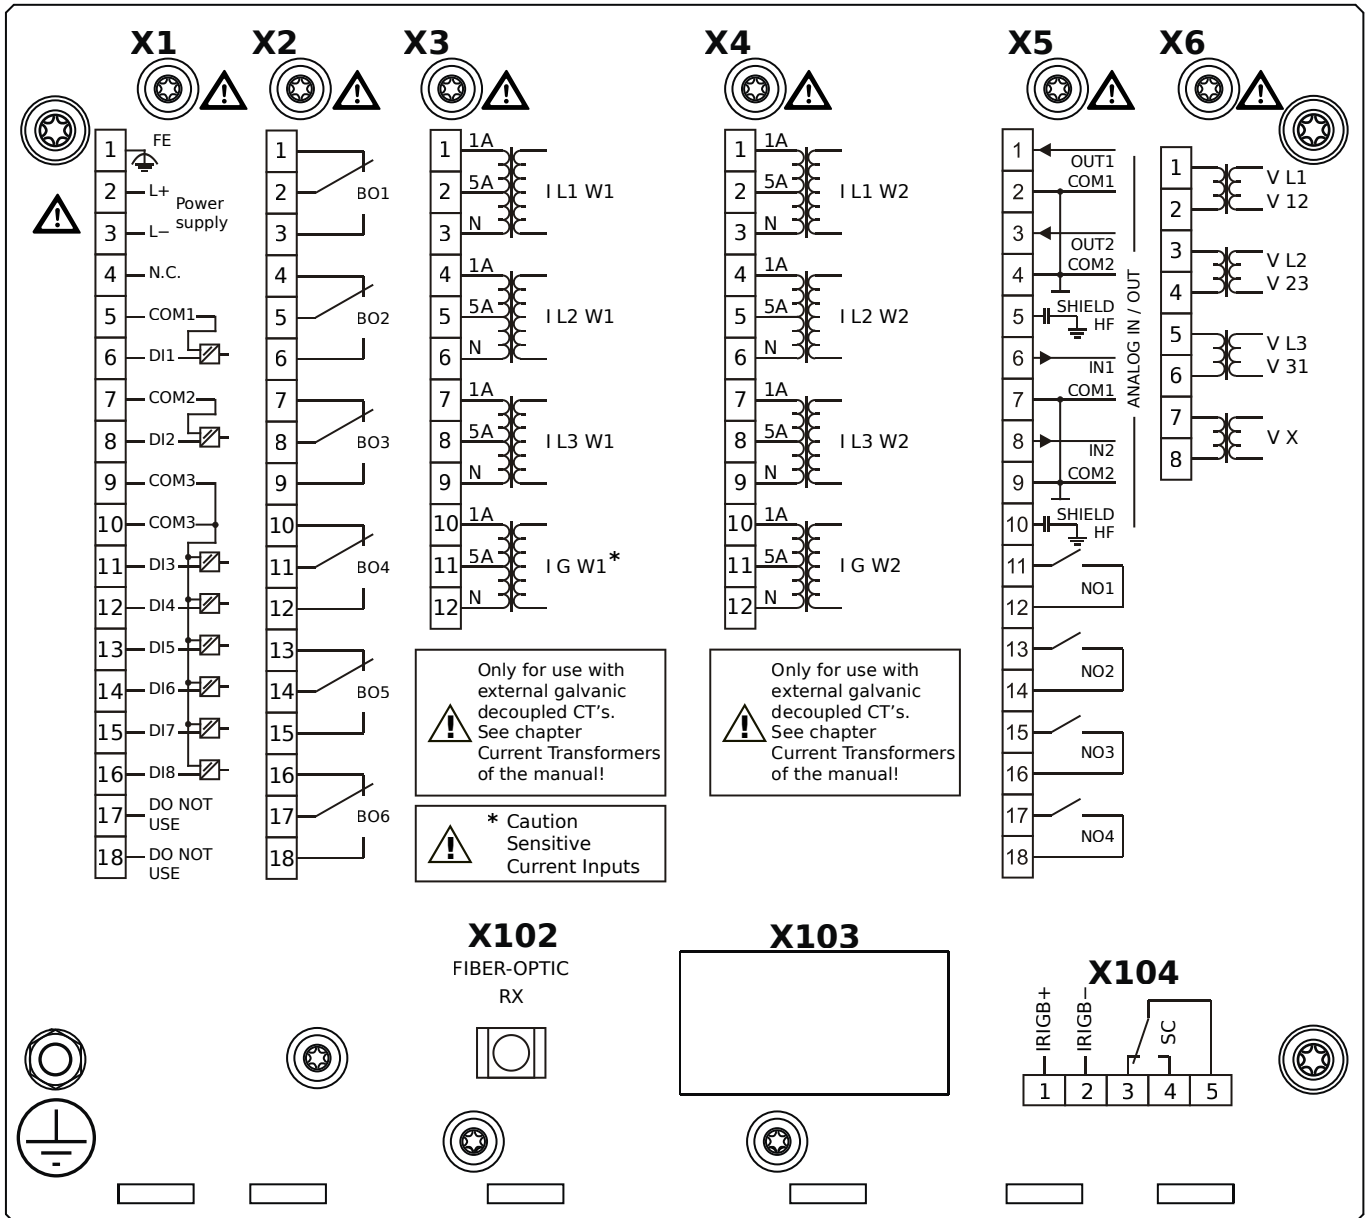 X1
X2
X3
X4
X5
X6
1 FE
2 L+ Power
3 L− supply
4 N.C.
5 COM1
6 DI1
7 COM2
8 DI2
9 COM3
10 COM3
11 DI3
12 DI4
13 DI5
14 DI6
15 DI7
16 DI8
17 DO NOT
USE
18 DO NOT
USE
1
2 BO1
3
4
5 BO2
6
7
8 BO3
9
10
11 BO4
12
13
14 BO5
15
16
17 BO6
18
1 1A
2 5A I L1 W1
3 N
4 1A
5 5A I L2 W1
6 N
7 1A
8 5A I L3 W1
9 N
10 1A
11 5A I G W1*
12 N
Only for use with
external galvanic
decoupled CT's.
See chapter
Current Transformers
of the manual!
* Caution
Sensitive
Current Inputs
1 1A
2 5A I L1 W2
3 N
4 1A
5 5A I L2 W2
6 N
7 1A
8 5A I L3 W2
9 N
10 1A
11 5A I G W2
12 N
Only for use with
external galvanic
decoupled CT's.
See chapter
Current Transformers
of the manual!
1 OUT1
2 COM1
3 OUT2
4 COM2
5 SHIELD
HF
6 IN1
7 COM1
8 IN2
9 COM2
10 SHIELD
HF
ANALOG IN / OUT
11
NO1
12
13
NO2
14
15
NO3
16
17
NO4
18
1 V L1
2 V 12
3 V L2
4 V 23
5 V L3
6 V 31
7
V X
8
X102
FIBER-OPTIC
RX
X103
X104
IRIGB+
IRIGB−
SC
1 2 3 4 5